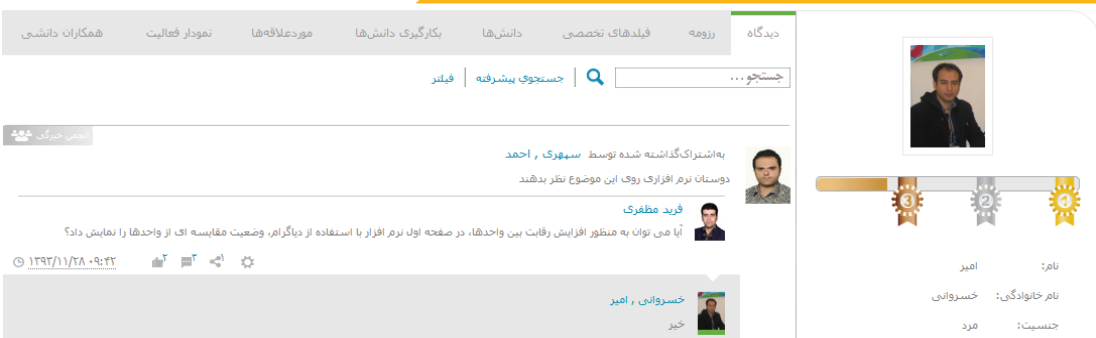 دیدگاه رزومه فیلدهای تخصصی دانش‌ها بکارگیری دانش‌ها موردعلاقه‌ها نمودار فعالیت همکاران دانشی
جستجو...
جستجوي پیشرفته
فیلتر
انجمن خبرگی
به‌اشتراک‌گذاشته شده توسط سپهری , احمد
دوستان نرم افزاری روی این موضوع نظر بدهند
فرید مظفری
آیا می توان به منظور افزایش رقابت بین واحدها، در صفحه اول نرم افزار با استفاده از دیاگرام، وضعیت مقایسه ای از واحدها را نمایش داد؟
۱ ۳ ۲ ۱۳۹۳/۱۱/۲۸ ۰۹:۴۲
خسروانی , امیر
خیر
3 2 1
نام: امیر
نام خانوادگی: خسروانی
جنسیت: مرد